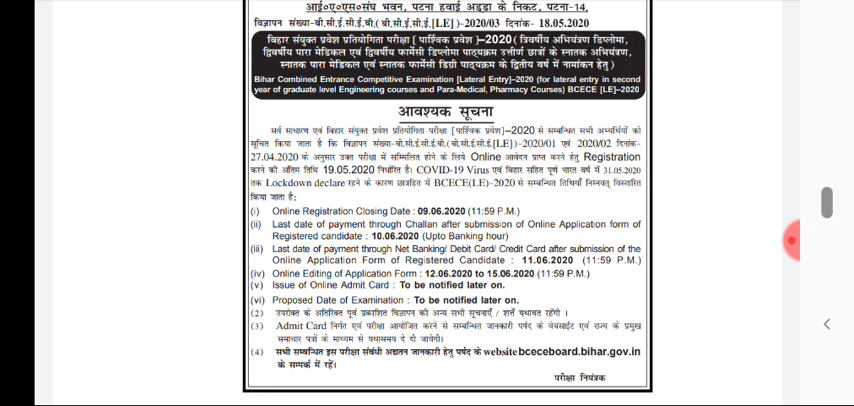 आई०ए०एस०संघ भवन, पटना हवाई अड्डा के निकट, पटना-14.
विज्ञापन संख्या-बी.सी.ई.सी.ई.बी.( बी.सी.ई.सी.ई.[LE] )-2020/03 दिनांक- 18.05.2020
बिहार संयुक्त प्रवेश प्रतियोगिता परीक्षा [ पार्श्विक प्रवेश ]–2020 ( त्रिवर्षीय अभियंत्रण डिप्लोमा,
द्विवर्षीय पारा मेडिकल एवं द्विवर्षीय फार्मेसी डिप्लोमा पाठ्यक्रम उत्तीर्ण छात्रों के स्नातक अभियंत्रण,
स्नातक पारा मेडिकल एवं स्नातक फार्मेसी डिग्री पाठ्यक्रम के द्वितीय वर्ष में नामांकन हेतु )
Bihar Combined Entrance Competitive Examination [Lateral Entry]–2020 (for lateral entry in second
year of graduate level Engineering courses and Para-Medical, Pharmacy Courses) BCECE [LE]–2020
आवश्यक सूचना
सर्व साधारण एवं बिहार संयुक्त प्रवेश प्रतियोगिता परीक्षा [पार्श्विक प्रवेश]–2020 से सम्बन्धित सभी अभ्यर्थियों को
सूचित किया जाता है कि विज्ञापन संख्या-बी.सी.ई.सी.ई.बी.(बी.सी.ई.सी.ई.[LE])-2020/01 एवं 2020/02 दिनांक-
27.04.2020 के अनुसार उक्त परीक्षा में सम्मिलित होने के लिये Online आवेदन प्राप्त करने हेतु Registration
करने की अंतिम तिथि 19.05.2020 निर्धारित है। COVID-19 Virus एवं बिहार सहित पूर्ण भारत वर्ष में 31.05.2020
तक Lockdown declare रहने के कारण छात्रहित में BCECE(LE)-2020 से सम्बन्धित तिथियाँ निम्नवत् विस्तारित
किया जाता है;
(i) Online Registration Closing Date : 09.06.2020 (11:59 P.M.)
(ii) Last date of payment through Challan after submission of Online Application form of
Registered candidate : 10.06.2020 (Upto Banking hour)
(iii) Last date of payment through Net Banking/ Debit Card/ Credit Card after submission of the
Online Application Form of Registered Candidate : 11.06.2020 (11:59 P.M.)
(iv) Online Editing of Application Form : 12.06.2020 to 15.06.2020 (11:59 P.M.)
(v) Issue of Online Admit Card : To be notified later on.
(vi) Proposed Date of Examination : To be notified later on.
(2) उपरोक्त के अतिरिक्त पूर्व प्रकाशित विज्ञापन की अन्य सभी सूचनाएँ / शर्तें यथावत रहेंगी ।
(3) Admit Card निर्गत एवं परीक्षा आयोजित करने से सम्बन्धित जानकारी पर्षद के वेबसाईट एवं राज्य के प्रमुख
समाचार पत्रों के माध्यम से यथासमय दे दी जायेगी।
(4) सभी सम्बन्धित इस परीक्षा संबंधी अद्यतन जानकारी हेतु पर्षद के website bceceboard.bihar.gov.in
के सम्पर्क में रहें।
परीक्षा नियंत्रक